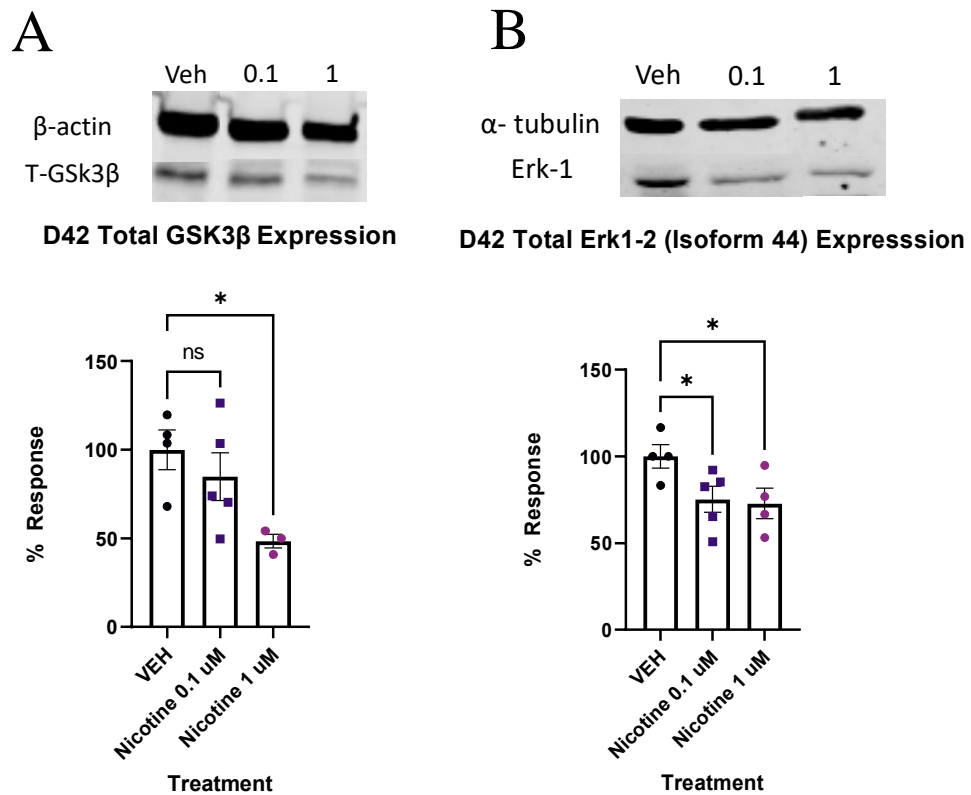 A
Veh 0.1 1
β-actin
T-GSk3β
D42 Total GSK3β Expression
*
ns
150
100
50
0
% Response
VEH
Nicotine 0.1 uM
Nicotine 1 uM
Treatment
B
Veh 0.1 1
α- tubulin
Erk-1
D42 Total Erk1-2 (Isoform 44) Expresssion
*
*
150
100
50
0
% Response
VEH
Nicotine 0.1 uM
Nicotine 1 uM
Treatment